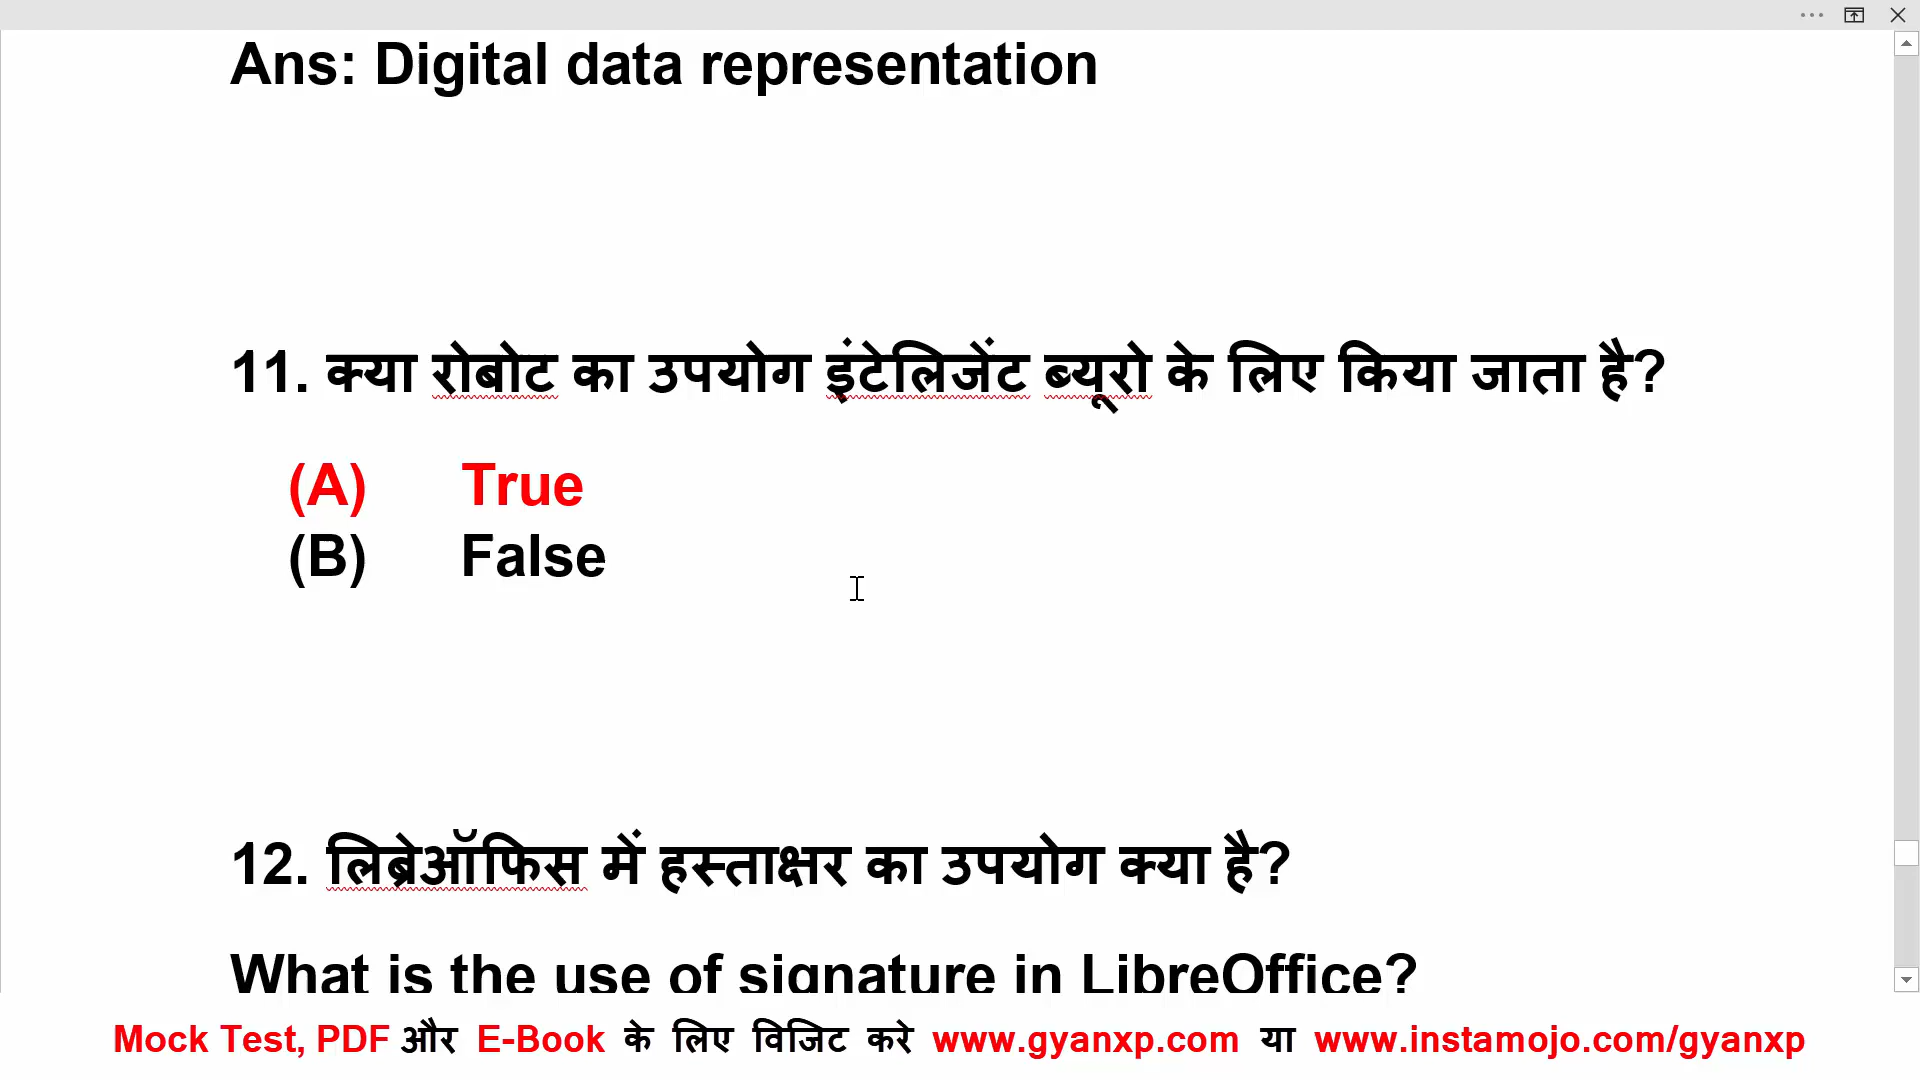 Ans: Digital data representation
11. क्या रोबोट का उपयोग इंटेलिजेंट ब्यूरो के लिए किया जाता है?
(A) True
(B) False
12. लिब्रेऑफिस में हस्ताक्षर का उपयोग क्या है?
What is the use of signature in LibreOffice?
Mock Test, PDF और E-Book के लिए विजिट करे www.gyanxp.com या www.instamojo.com/gyanxp